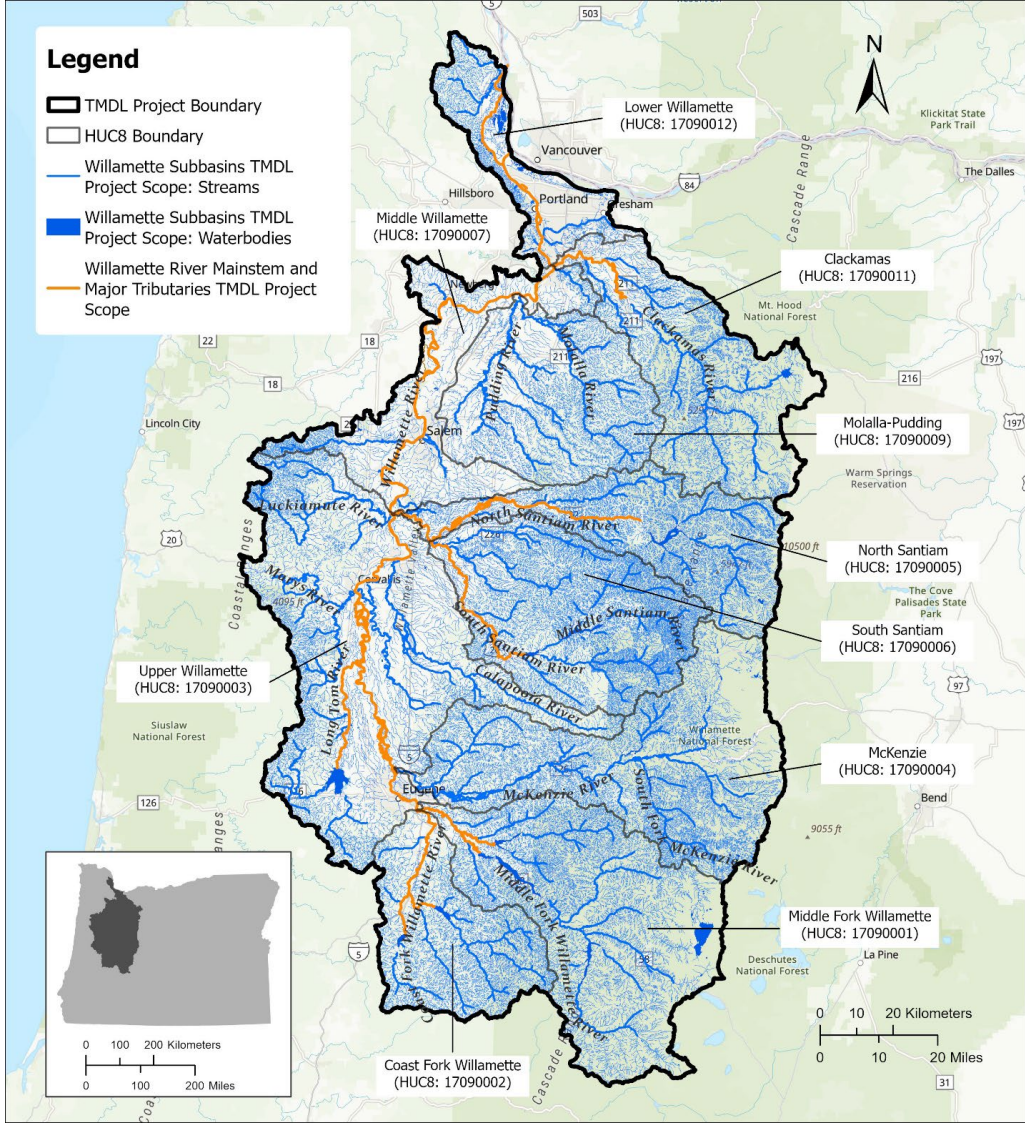 Legend
TMDL Project Boundary
HUC8 Boundary
Willamette Subbasins TMDL
Project Scope: Streams
Willamette Subbasins TMDL
Project Scope: Waterbodies
Willamette River Mainstem and
Major Tributaries TMDL Project
Scope
5
503
N
Lower Willamette
(HUC8: 17090012)
Klickitat State
Park Trail
Vancouver
84
The Dalles
Hillsboro
Portland
Cascade Range
Middle Willamette
(HUC8: 17090007)
Clackamas
(HUC8: 17090011)
211
Mt. Hood
National Forest
22
18
211
Clackamas River
197
Pudding River
Molalla River
211
216
18
197
Willamette River
Lincoln City
Salem
Molalla-Pudding
(HUC8: 17090009)
Warm Springs
Reservation
Luckiamute River
North Santiam River
226
20
10500 ft
North Santiam
(HUC8: 17090005)
Marys River
4095 ft
Corvallis
The Cove
Palisades State
Park
South Santiam River
Middle Santiam River
South Santiam
(HUC8: 17090006)
Upper Willamette
(HUC8: 17090003)
Long Tom River
Calapooia River
97
Siuslaw
National Forest
5
Willamette
National Forest
McKenzie
(HUC8: 17090004)
126
Eugene
McKenzie River
South Fork McKenzie River
Bend
9055 ft
Middle Fork Willamette River
Middle Fork Willamette
(HUC8: 17090001)
5
58
Deschutes
National Forest
La Pine
0 10 20 Kilometers
0 10 20 Miles
0 100 200 Kilometers
0 100 200 Miles
Coast Fork Willamette
(HUC8: 17090002)
31